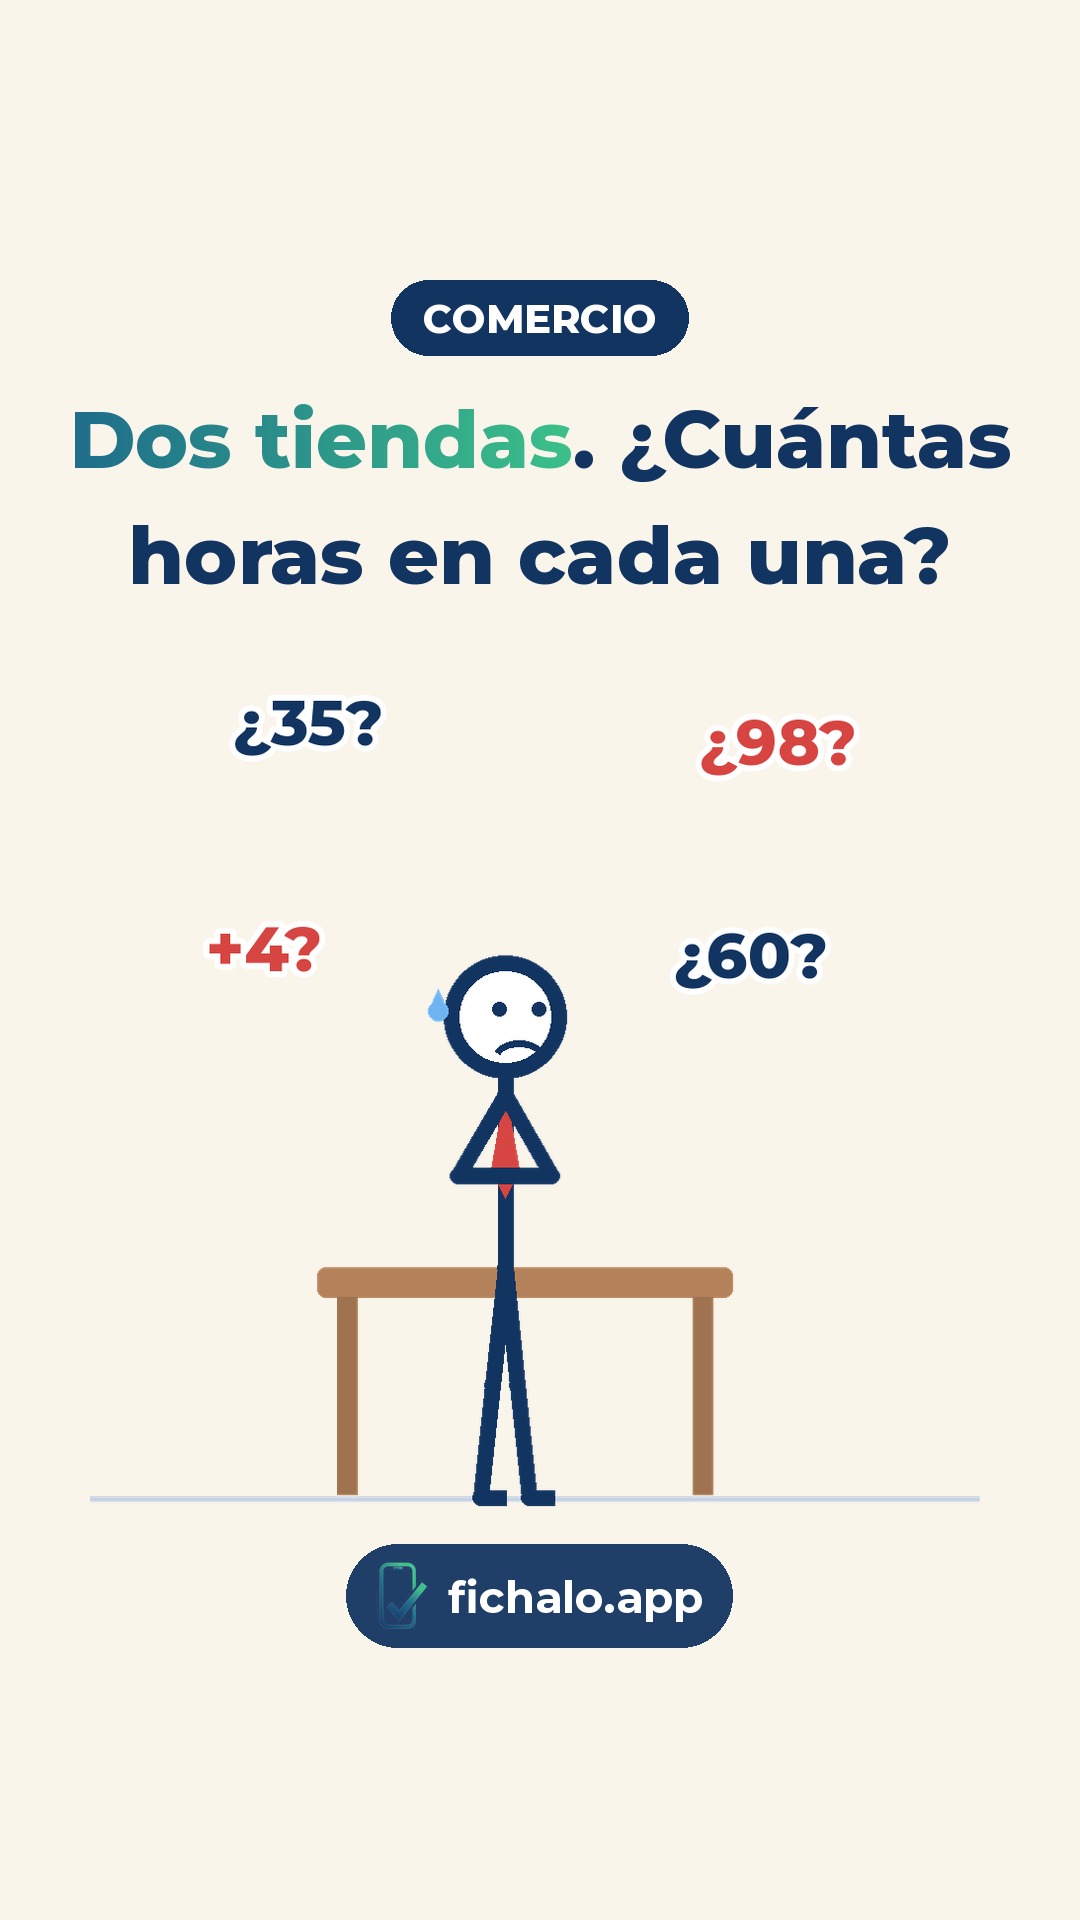 COMERCIO
Dos tiendas. ¿Cuántas
horas en cada una?
¿35?
¿98?
+4?
¿60?
fichalo.app